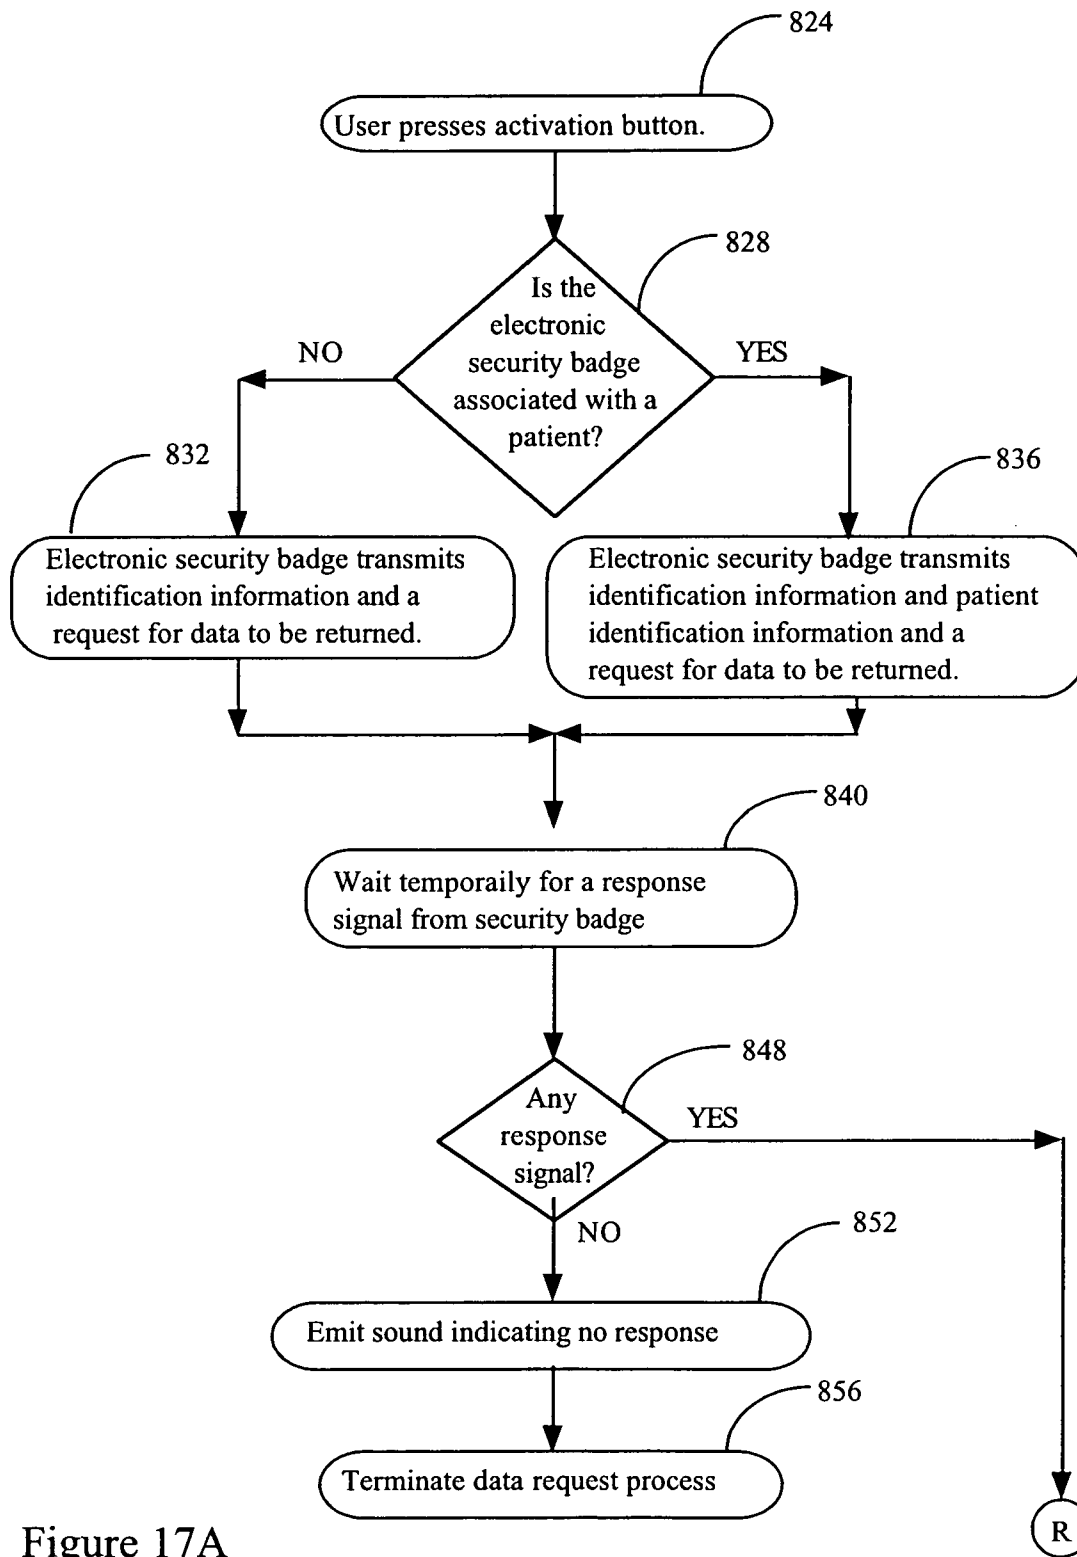 824
User presses activation button.
828
Is the
electronic
security badge
associated with a
patient?
NO
YES
832
836
Electronic security badge transmits
identification information and a
request for data to be returned.
Electronic security badge transmits
identification information and patient
identification information and a
request for data to be returned.
840
Wait temporaily for a response
signal from security badge
848
Any
response
signal?
YES
NO
852
Emit sound indicating no response
856
Terminate data request process
R
Figure 17A